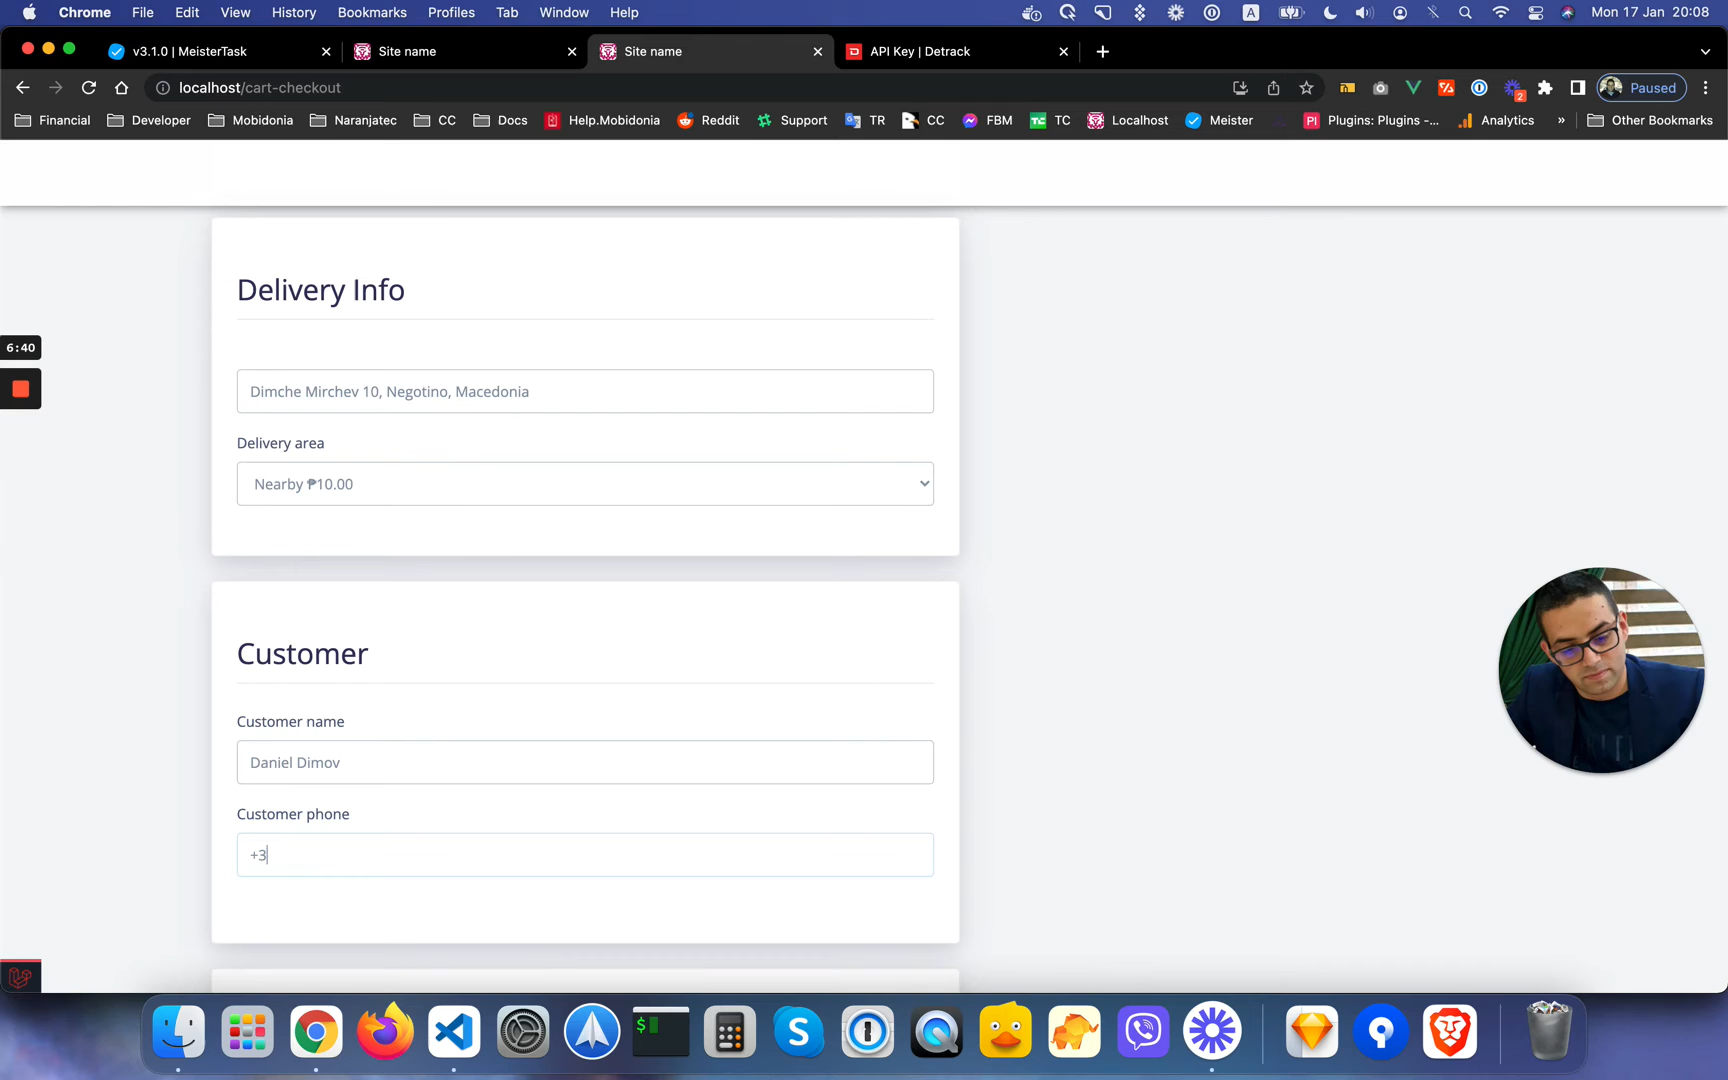 Chrome File Edit View History Bookmarks Profiles Tab Window Help A Mon 17 Jan 20:08
v3.1.0 | MeisterTask Site name Site name API Key | Detrack
localhost/cart-checkout 2 Paused
Financial Developer Mobidonia Naranjatec CC Docs Help.Mobidonia Reddit Support TR CC FBM TC Localhost Meister Plugins: Plugins -... Analytics » Other Bookmarks
Delivery Info
6:40
Dimche Mirchev 10, Negotino, Macedonia
Delivery area
Nearby ₱10.00
Customer
Customer name
Daniel Dimov
Customer phone
+3